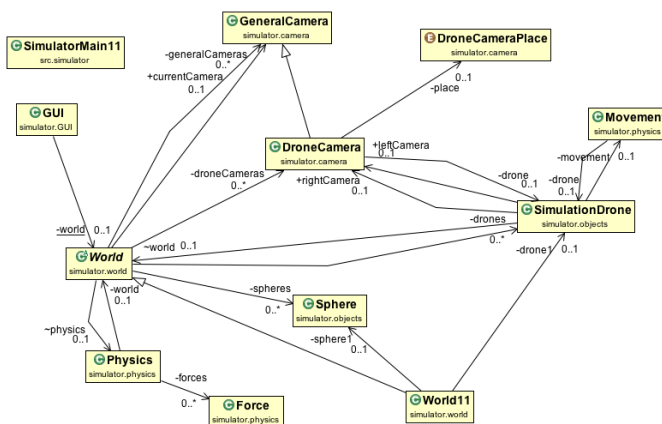 GeneralCamera
simulator.camera
SimulatorMain11
src.simulator
DroneCameraPlace
simulator.camera
-generalCameras
0..*
+currentCamera
0..1
0..1
-place
GUI
simulator.GUI
Movement
simulator.physics
DroneCamera
simulator.camera
+leftCamera
0..1
-movement
0..1
-droneCameras
0..*
+rightCamera
0..1
-drone
0..1
-drone
0..1
SimulationDrone
simulator.objects
-world
0..1
~world
0..1
-drones
0..*
-drone1
0..1
World
simulator.world
-world
0..1
-spheres
0..*
Sphere
simulator.objects
~physics
0..1
-sphere1
0..1
Physics
simulator.physics
-forces
0..*
Force
simulator.physics
World11
simulator.world